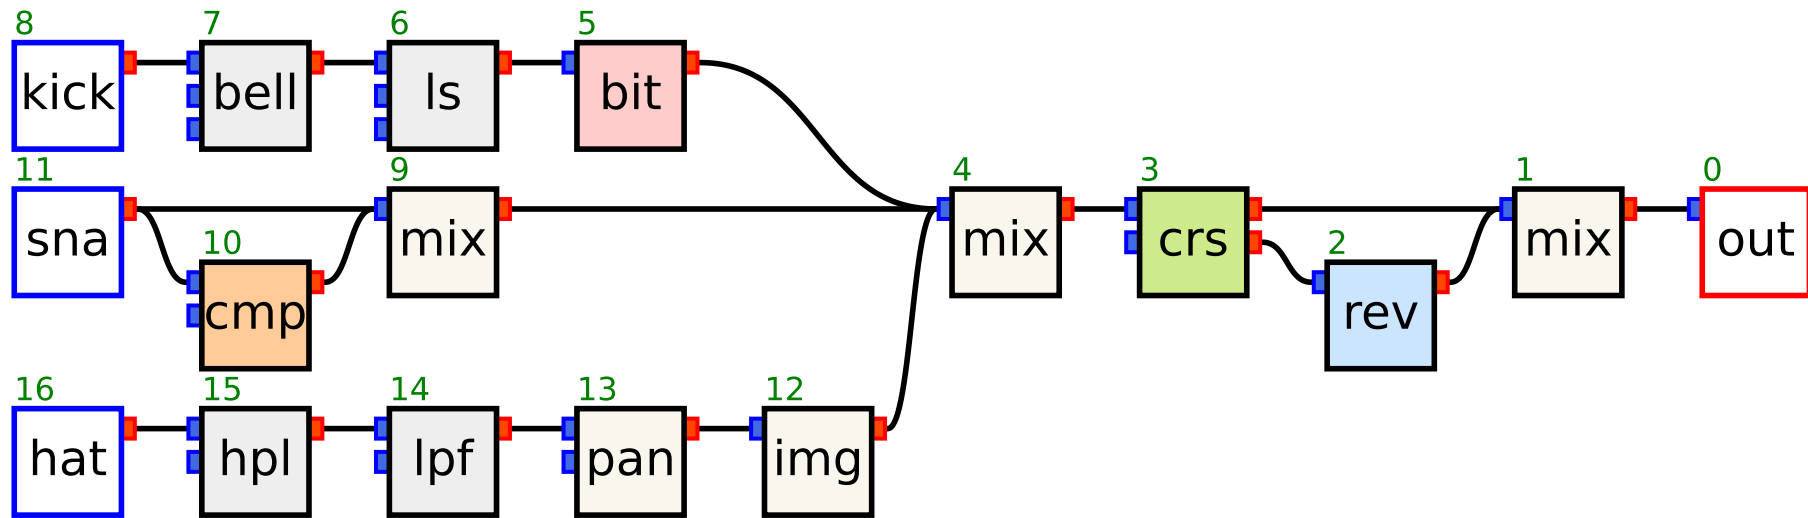 8 7 6 5
kick bell ls bit
11 9 4 3 1 0
sna mix mix crs mix out
10 2
cmp rev
16 15 14 13 12
hat hpl lpf pan img